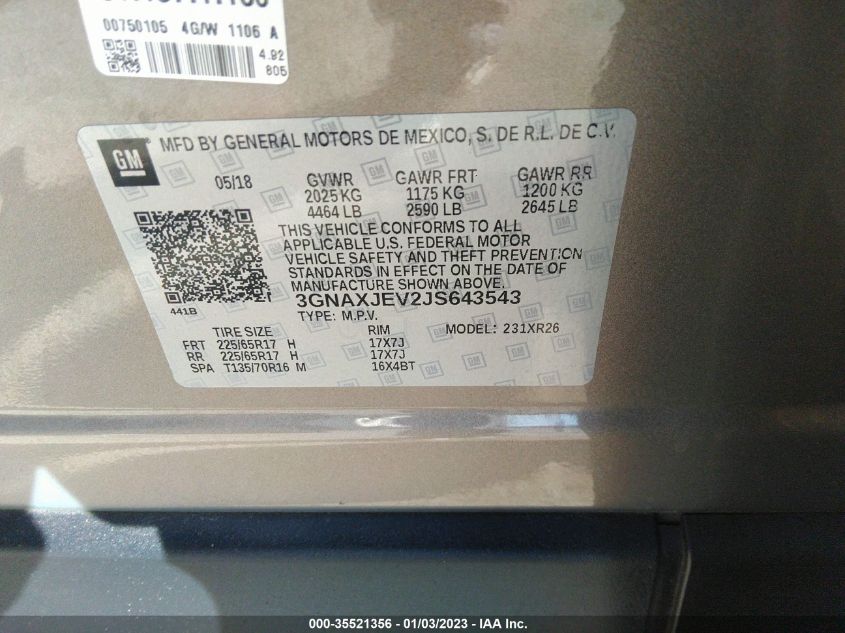 00750105 4G/W 1106 A
4.92
805
GM
MFD BY GENERAL MOTORS DE MEXICO, S. DE R.L. DE C.V.
05/18 GVWR GAWR FRT GAWR RR
2025 KG 1175 KG 1200 KG
4464 LB 2590 LB 2645 LB
THIS VEHICLE CONFORMS TO ALL
APPLICABLE U.S. FEDERAL MOTOR
VEHICLE SAFETY AND THEFT PREVENTION
STANDARDS IN EFFECT ON THE DATE OF
MANUFACTURE SHOWN ABOVE.
441B
3GNAXJEV2JS643543
TYPE: M.P.V. MODEL: 231XR26
TIRE SIZE RIM
FRT 225/65R17 H 17X7J
RR 225/65R17 H 17X7J
SPA T135/70R16 M 16X4BT
000-35521356 - 01/03/2023 - IAA Inc.